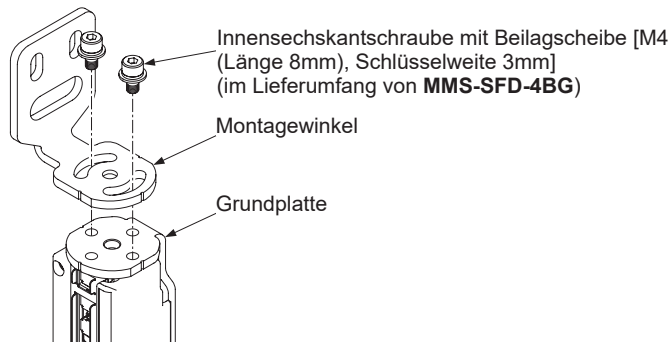 Innensechskantschraube mit Beilagscheibe [M4
(Länge 8mm), Schlüsselweite 3mm]
(im Lieferumfang von MMS-SFD-4BG)
Montagewinkel
Grundplatte